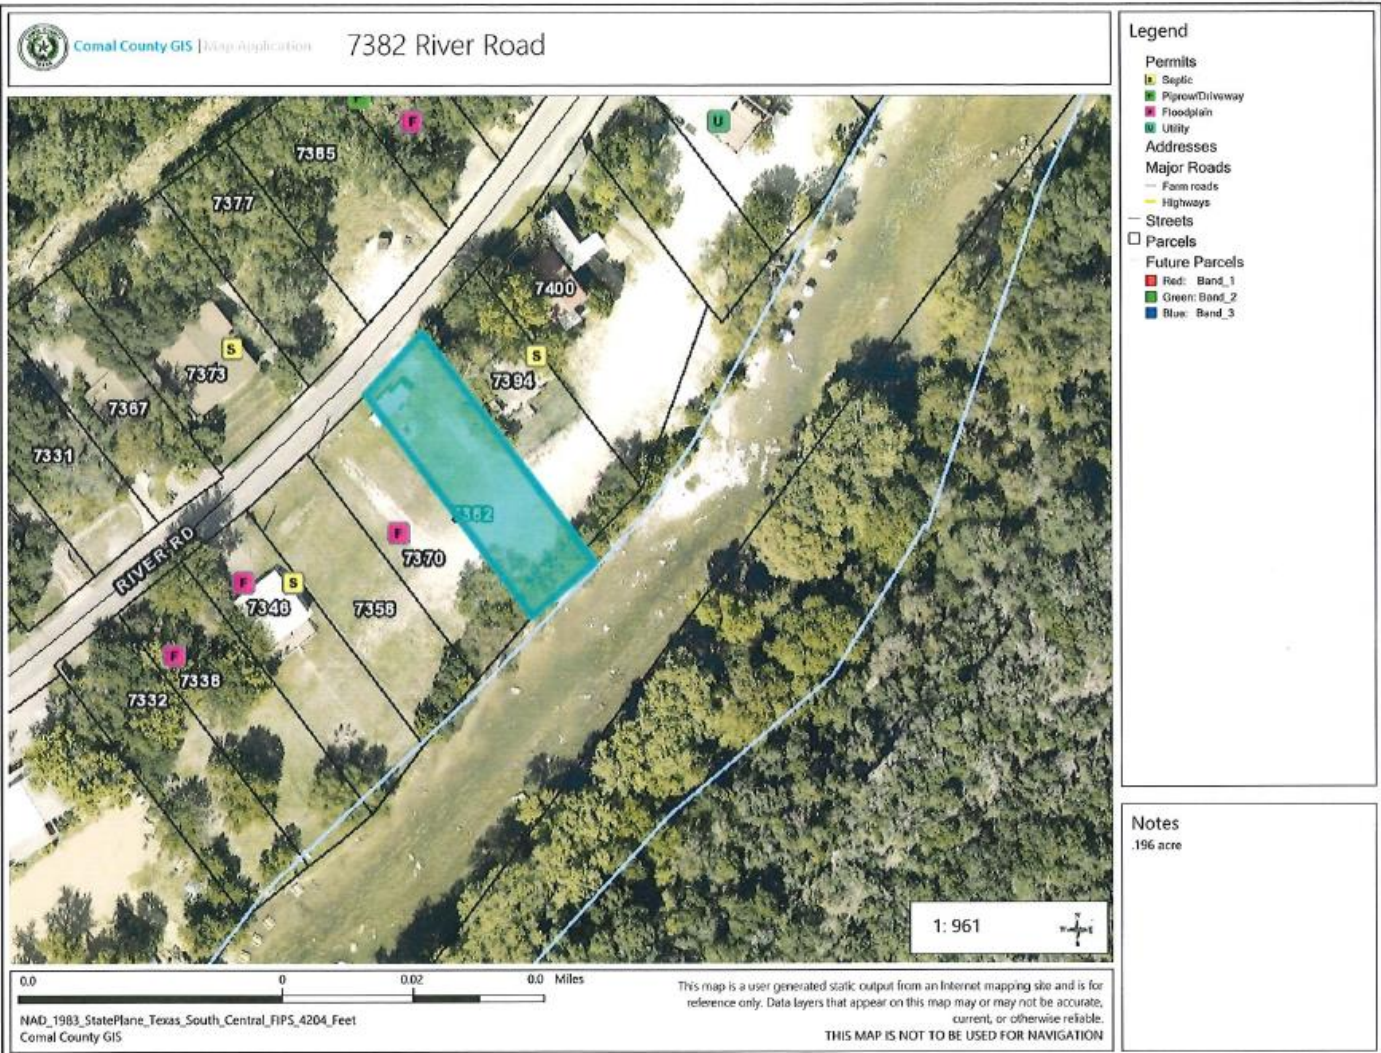 Comal County GIS | Map Application
7382 River Road
Legend
Permits
S Septic
P Piprow/Driveway
F Floodplain
U Utility
Addresses
Major Roads
Farm roads
Highways
Streets
Parcels
Future Parcels
Red: Band_1
Green: Band_2
Blue: Band_3
F
U
7385
7377
7400
S
S
7373
7394
7367
7331
7382
F
7370
RIVER RD
F
S
7346
7358
F
7338
7332
Notes
.196 acre
1: 961
N
W E
S
0.0
0
0.02
0.0 Miles
NAD_1983_StatePlane_Texas_South_Central_FIPS_4204_Feet
Comal County GIS
This map is a user generated static output from an Internet mapping site and is for
reference only. Data layers that appear on this map may or may not be accurate,
current, or otherwise reliable.
THIS MAP IS NOT TO BE USED FOR NAVIGATION